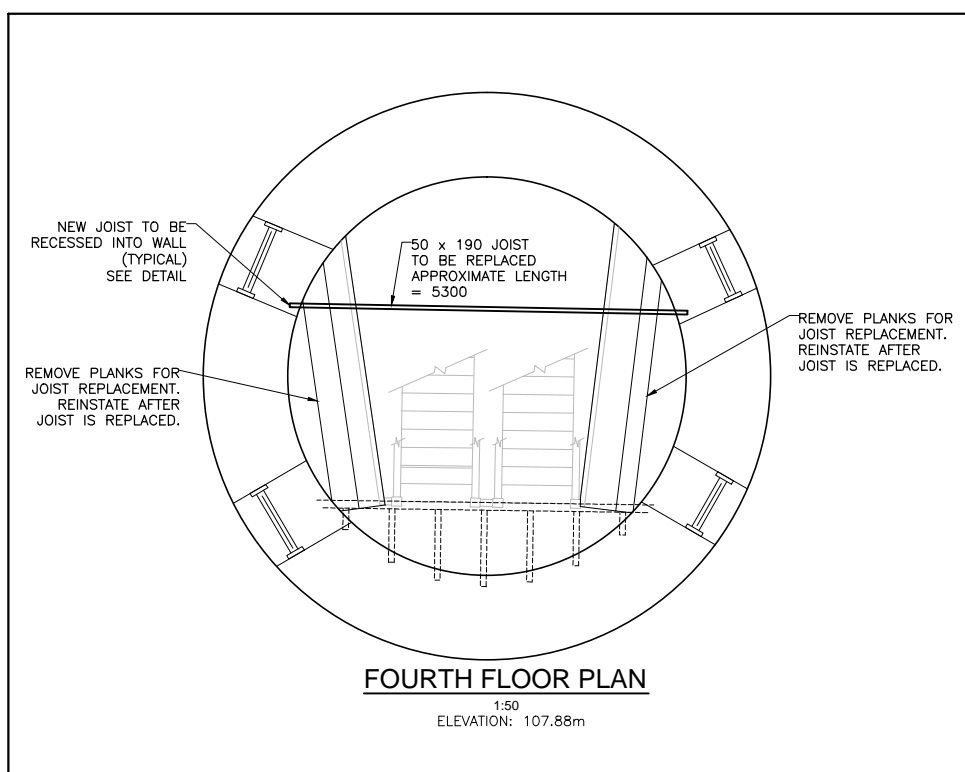 NEW JOIST TO BE
RECESSED INTO WALL
(TYPICAL)
SEE DETAIL
50 x 190 JOIST
TO BE REPLACED
APPROXIMATE LENGTH
= 5300
REMOVE PLANKS FOR
JOIST REPLACEMENT.
REINSTATE AFTER
JOIST IS REPLACED.
REMOVE PLANKS FOR
JOIST REPLACEMENT.
REINSTATE AFTER
JOIST IS REPLACED.
FOURTH FLOOR PLAN
1:50
ELEVATION: 107.88m